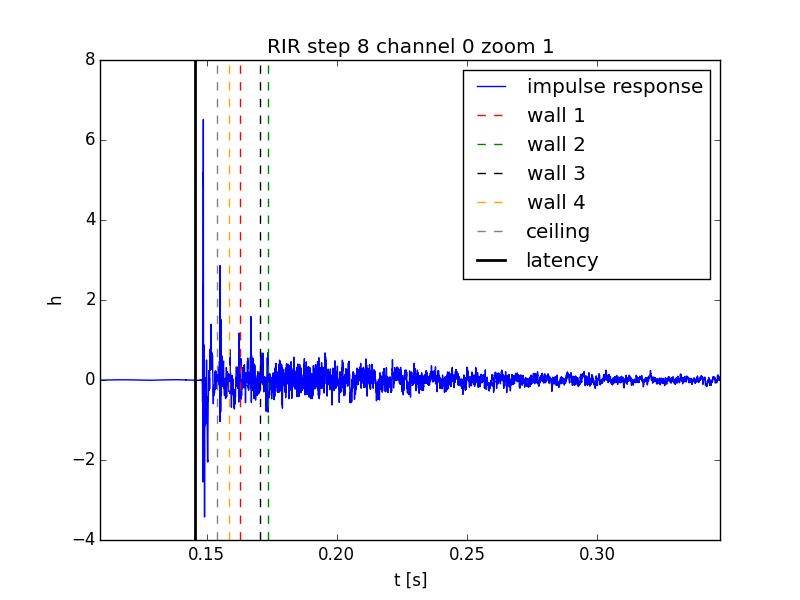 RIR step 8 channel 0 zoom 1
8
6
4
2
0
−2
−4
h
impulse response
wall 1
wall 2
wall 3
wall 4
ceiling
latency
0.15 0.20 0.25 0.30
t [s]